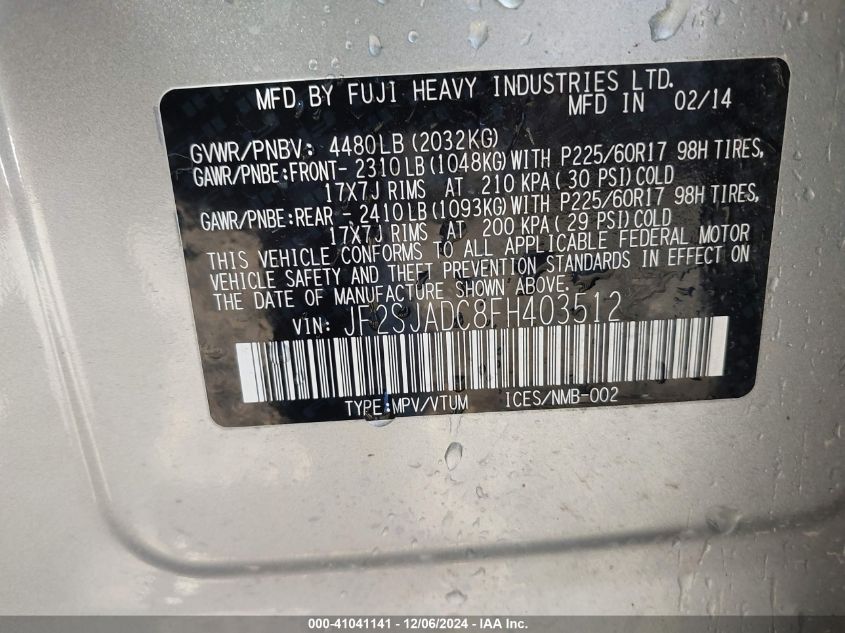 MFD. BY FUJI HEAVY INDUSTRIES LTD.
MFD IN 02/14
GVWR/PNBV: 4480LB (2032KG)
GAWR/PNBE:FRONT- 2310 LB (1048KG) WITH P225/60R17 98H TIRES,
17X7J RIMS AT 210 KPA (30 PSI) COLD
GAWR/PNBE:REAR - 2410 LB (1093KG) WITH P225/60R17 98H TIRES,
17X7J RIMS AT 200 KPA (29 PSI) COLD
THIS VEHICLE CONFORMS TO ALL APPLICABLE FEDERAL MOTOR
VEHICLE SAFETY AND THEFT PREVENTION STANDARDS IN EFFECT ON
THE DATE OF MANUFACTURE SHOWN ABOVE.
VIN: JF2SJADC8FH403512
TYPE:MPV/VTUM ICES/NMB-002
000-41041141 - 12/06/2024 - IAA Inc.